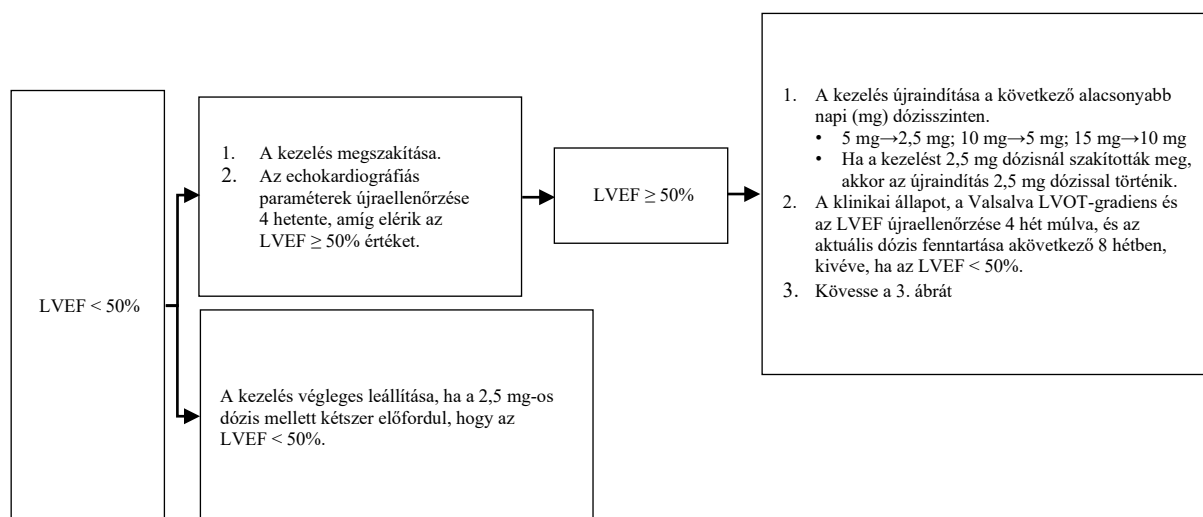 LVEF < 50%
1. A kezelés megszakítása.
2. Az echokardiográfiás
paraméterek újraellenőrzése
4 hetente, amíg elérik az
LVEF ≥ 50% értéket.
A kezelés végleges leállítása, ha a 2,5 mg-os
dózis mellett kétszer előfordul, hogy az
LVEF < 50%.
LVEF ≥ 50%
1. A kezelés újraindítása a következő alacsonyabb
napi (mg) dózisszinten.
• 5 mg→2,5 mg; 10 mg→5 mg; 15 mg→10 mg
• Ha a kezelést 2,5 mg dózisnál szakították meg,
akkor az újraindítás 2,5 mg dózissal történik.
2. A klinikai állapot, a Valsalva LVOT-gradiens és
az LVEF újraellenőrzése 4 hét múlva, és az
aktuális dózis fenntartása akövetkező 8 hétben,
kivéve, ha az LVEF < 50%.
3. Kövesse a 3. ábrát